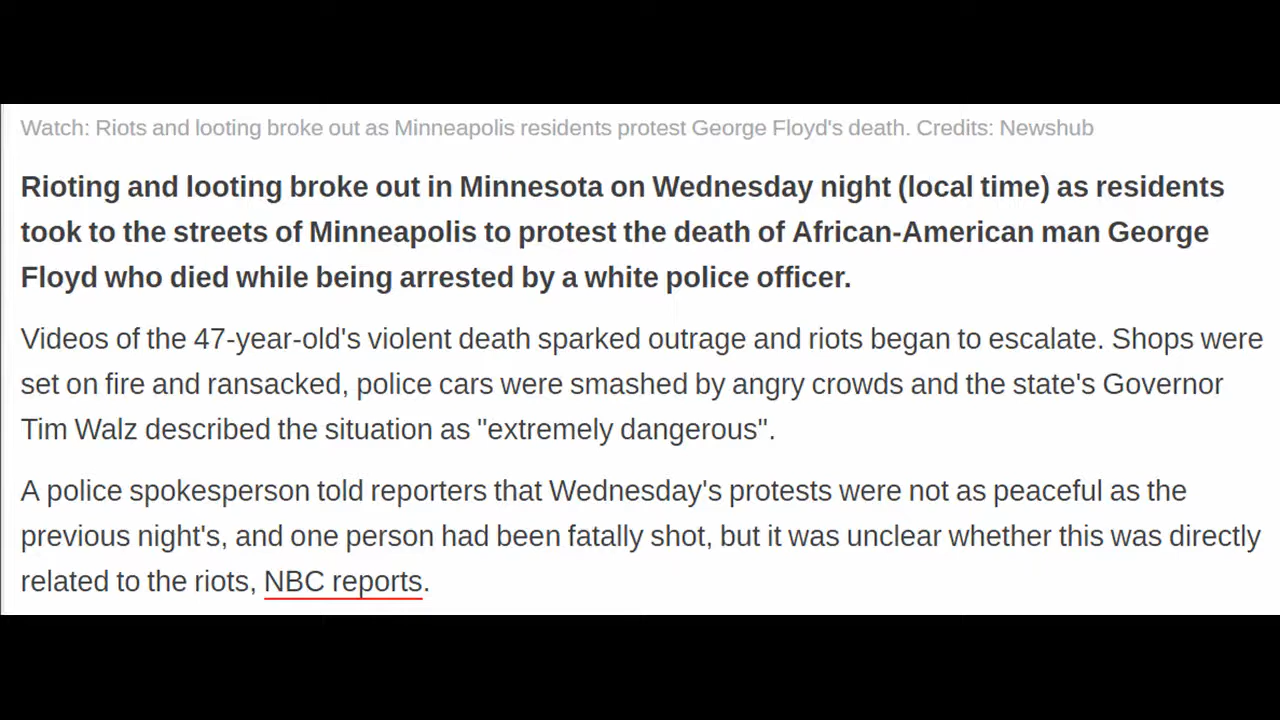 Watch: Riots and looting broke out as Minneapolis residents protest George Floyd's death. Credits: Newshub
Rioting and looting broke out in Minnesota on Wednesday night (local time) as residents
took to the streets of Minneapolis to protest the death of African-American man George
Floyd who died while being arrested by a white police officer.
Videos of the 47-year-old's violent death sparked outrage and riots began to escalate. Shops were
set on fire and ransacked, police cars were smashed by angry crowds and the state's Governor
Tim Walz described the situation as "extremely dangerous".
A police spokesperson told reporters that Wednesday's protests were not as peaceful as the
previous night's, and one person had been fatally shot, but it was unclear whether this was directly
related to the riots, NBC reports.